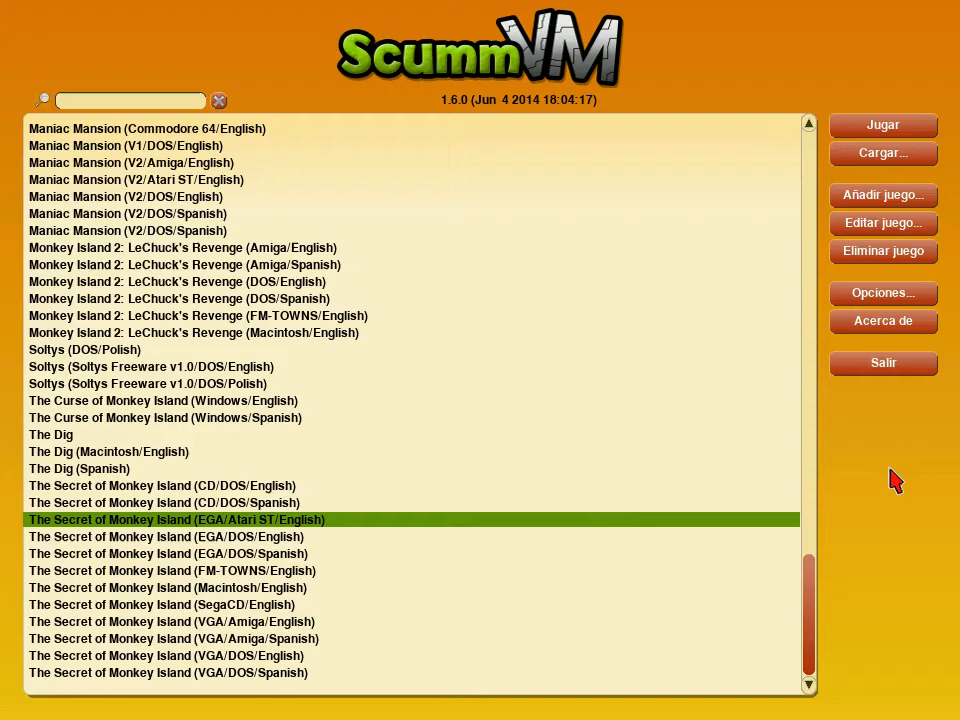 ScummVM
1.6.0 (Jun 4 2014 18:04:17)
Maniac Mansion (Commodore 64/English)
Maniac Mansion (V1/DOS/English)
Maniac Mansion (V2/Amiga/English)
Maniac Mansion (V2/Atari ST/English)
Maniac Mansion (V2/DOS/English)
Maniac Mansion (V2/DOS/Spanish)
Maniac Mansion (V2/DOS/Spanish)
Monkey Island 2: LeChuck's Revenge (Amiga/English)
Monkey Island 2: LeChuck's Revenge (Amiga/Spanish)
Monkey Island 2: LeChuck's Revenge (DOS/English)
Monkey Island 2: LeChuck's Revenge (DOS/Spanish)
Monkey Island 2: LeChuck's Revenge (FM-TOWNS/English)
Monkey Island 2: LeChuck's Revenge (Macintosh/English)
Soltys (DOS/Polish)
Soltys (Soltys Freeware v1.0/DOS/English)
Soltys (Soltys Freeware v1.0/DOS/Polish)
The Curse of Monkey Island (Windows/English)
The Curse of Monkey Island (Windows/Spanish)
The Dig
The Dig (Macintosh/English)
The Dig (Spanish)
The Secret of Monkey Island (CD/DOS/English)
The Secret of Monkey Island (CD/DOS/Spanish)
The Secret of Monkey Island (EGA/Atari ST/English)
The Secret of Monkey Island (EGA/DOS/English)
The Secret of Monkey Island (EGA/DOS/Spanish)
The Secret of Monkey Island (FM-TOWNS/English)
The Secret of Monkey Island (Macintosh/English)
The Secret of Monkey Island (SegaCD/English)
The Secret of Monkey Island (VGA/Amiga/English)
The Secret of Monkey Island (VGA/Amiga/Spanish)
The Secret of Monkey Island (VGA/DOS/English)
The Secret of Monkey Island (VGA/DOS/Spanish)
Jugar
Cargar...
Añadir juego...
Editar juego...
Eliminar juego
Opciones...
Acerca de
Salir